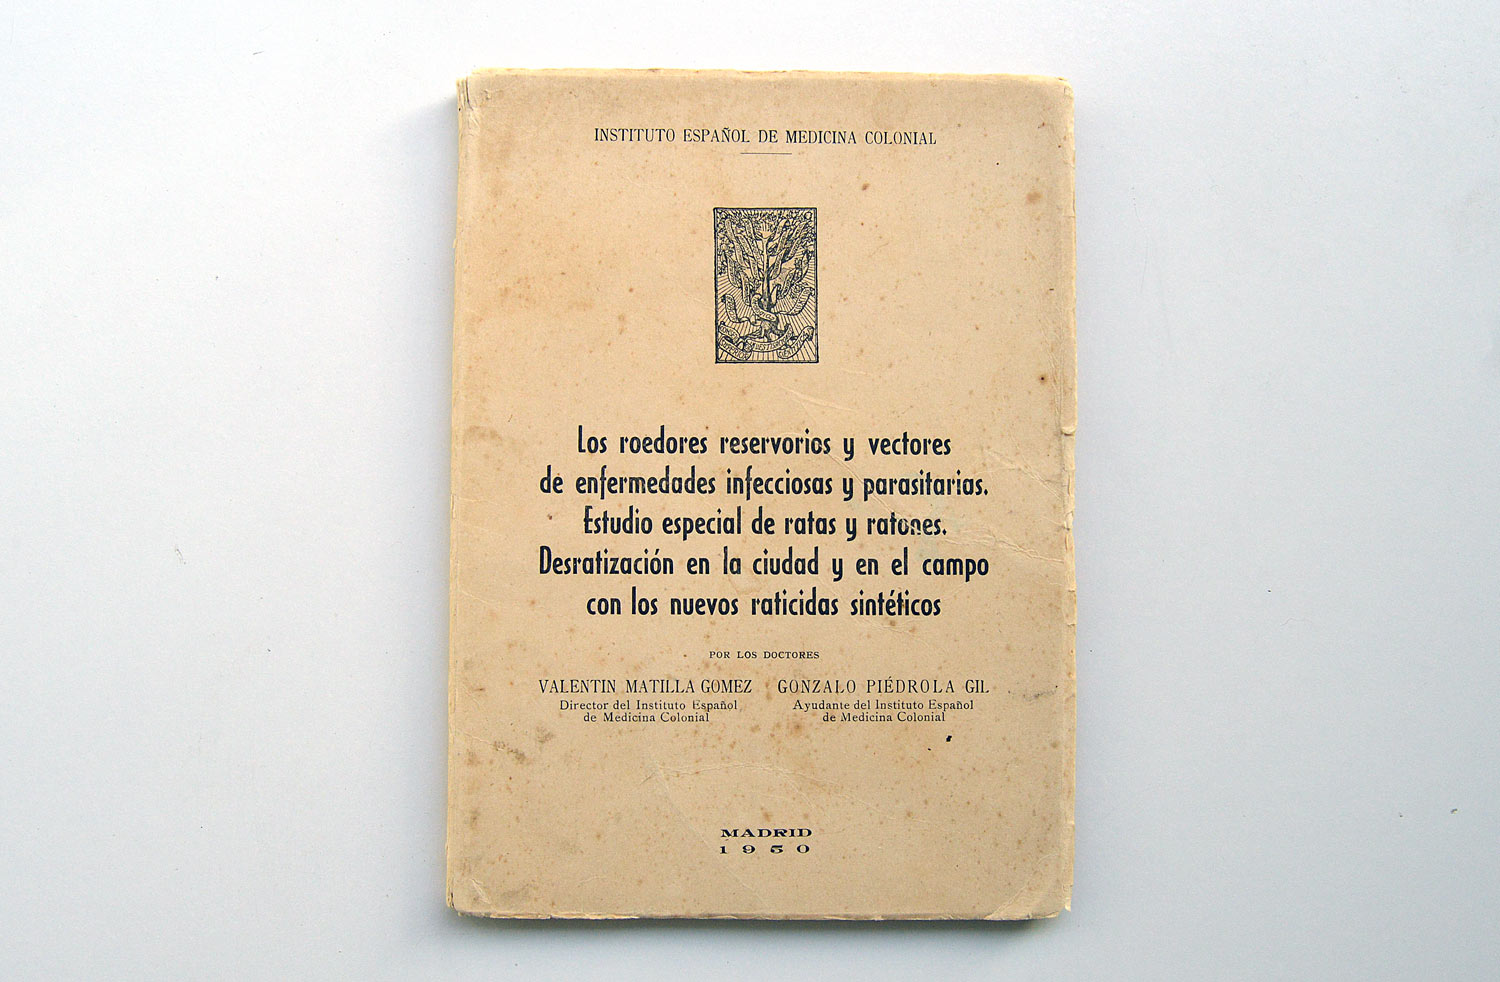 INSTITUTO ESPAÑOL DE MEDICINA COLONIAL
Los roedores reservorios y vectores
de enfermedades infecciosas y parasitarias.
Estudio especial de ratas y ratones.
Desratización en la ciudad y en el campo
con los nuevos raticidas sintéticos
POR LOS DOCTORES
VALENTIN MATILLA GOMEZ
Director del Instituto Español
de Medicina Colonial
GONZALO PIÉDROLA GIL
Ayudante del Instituto Español
de Medicina Colonial
MADRID
1950